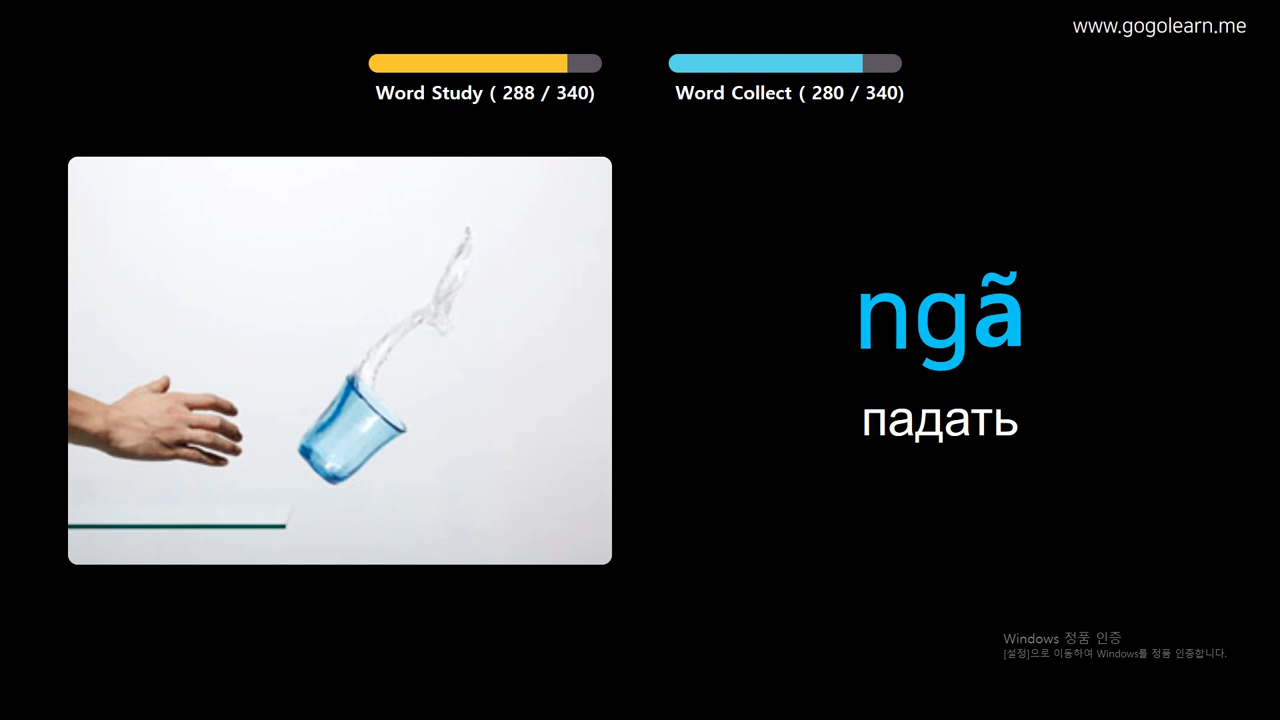 www.gogolearn.me
Word Study ( 288 / 340)
Word Collect ( 280 / 340)
ngã
падать
Windows 정품 인증
[설정]으로 이동하여 Windows를 정품 인증합니다.